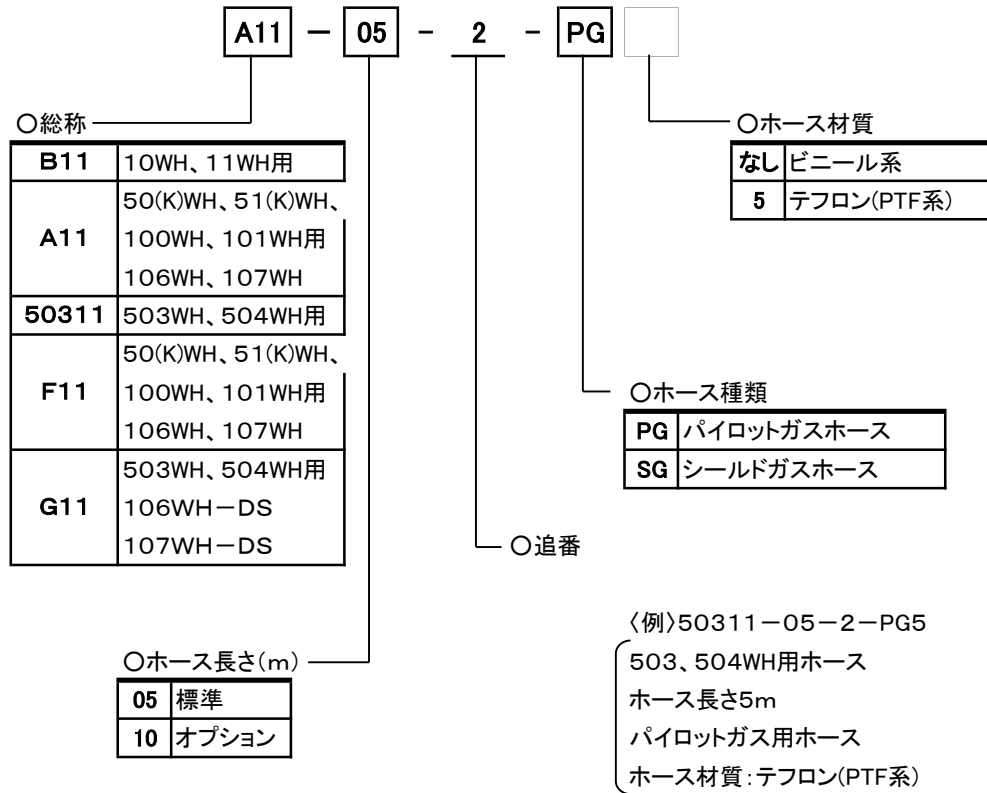 A11 － 05 - 2 - PG
○総称
B11 10WH、11WH用
A11 50(K)WH、51(K)WH、
100WH、101WH用
106WH、107WH
50311 503WH、504WH用
F11 50(K)WH、51(K)WH、
100WH、101WH用
106WH、107WH
G11 503WH、504WH用
106WH－DS
107WH－DS
○ホース材質
なし ビニール系
5 テフロン(PTF系)
○ホース種類
PG パイロットガスホース
SG シールドガスホース
○追番
○ホース長さ(m)
05 標準
10 オプション
〈例〉50311－05－2－PG5
503、504WH用ホース
ホース長さ5m
パイロットガス用ホース
ホース材質:テフロン(PTF系)